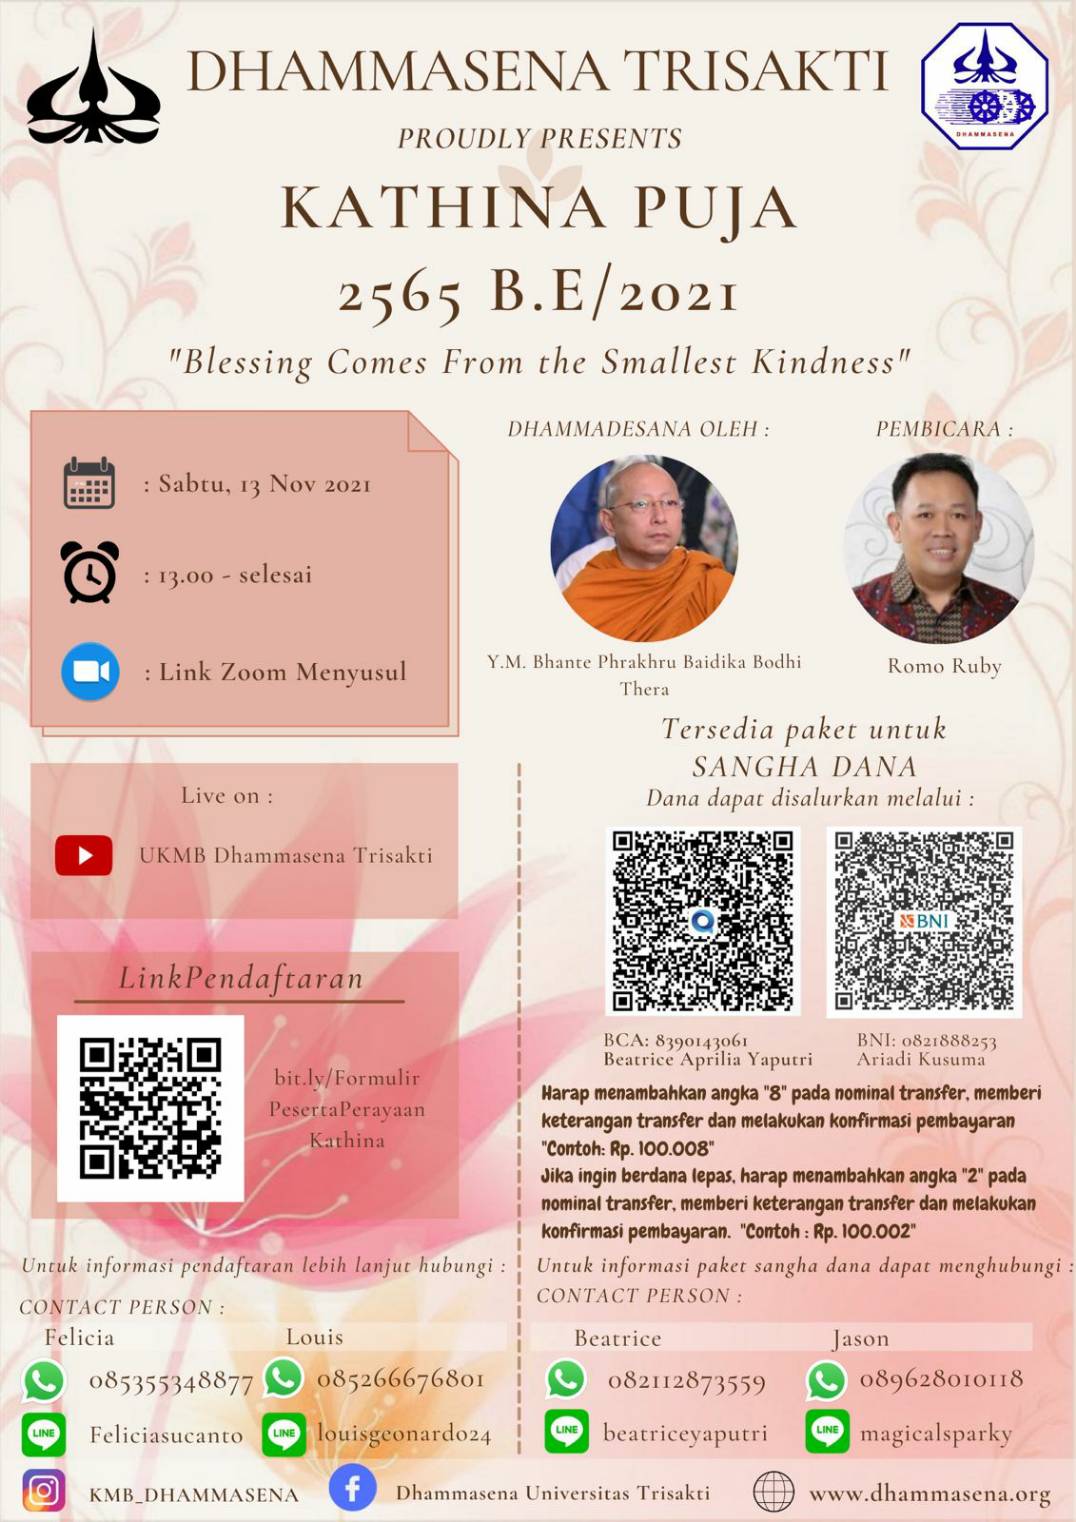 DHAMMASENA TRISAKTI
DHAMMASENA
PROUDLY PRESENTS
KATHINA PUJA
2565 B.E/2021
"Blessing Comes From the Smallest Kindness"
: Sabtu, 13 Nov 2021
: 13.00 - selesai
: Link Zoom Menyusul
DHAMMADESANA OLEH :
Y.M. Bhante Phrakhru Baidika Bodhi
Thera
PEMBICARA :
Romo Ruby
Live on :
UKMB Dhammasena Trisakti
LinkPendaftaran
bit.ly/Formulir
PesertaPerayaan
Kathina
Tersedia paket untuk
SANGHA DANA
Dana dapat disalurkan melalui :
BNI
BCA: 8390143061
Beatrice Aprilia Yaputri
BNI: 0821888253
Ariadi Kusuma
Harap menambahkan angka "8" pada nominal transfer, memberi
keterangan transfer dan melakukan konfirmasi pembayaran
"Contoh: Rp. 100.008"
Jika ingin berdana lepas, harap menambahkan angka "2" pada
nominal transfer, memberi keterangan transfer dan melakukan
konfirmasi pembayaran. "Contoh : Rp. 100.002"
Untuk informasi pendaftaran lebih lanjut hubungi :
CONTACT PERSON :
Felicia
085355348877
LINE
Feliciasucanto
Louis
085266676801
LINE
louisgeonardo24
Untuk informasi paket sangha dana dapat menghubungi :
CONTACT PERSON :
Beatrice
082112873559
LINE
beatriceyaputri
Jason
089628010118
LINE
magicalsparky
KMB_DHAMMASENA
Dhammasena Universitas Trisakti
www.dhammasena.org